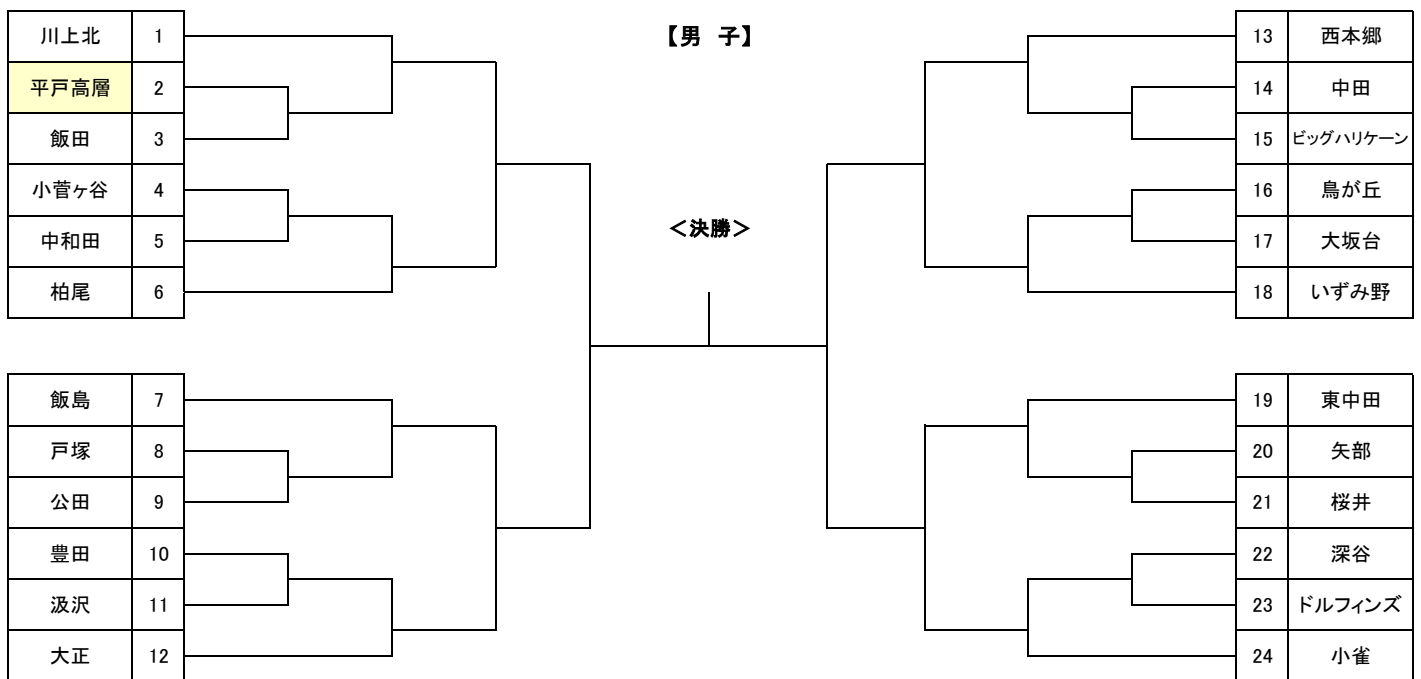 【男 子】
川上北 1
平戸高層 2
飯田 3
小菅ヶ谷 4
中和田 5
柏尾 6
飯島 7
戸塚 8
公田 9
豊田 10
汲沢 11
大正 12
＜決勝＞
13 西本郷
14 中田
15 ビッグハリケーン
16 鳥が丘
17 大坂台
18 いずみ野
19 東中田
20 矢部
21 桜井
22 深谷
23 ドルフィンズ
24 小雀